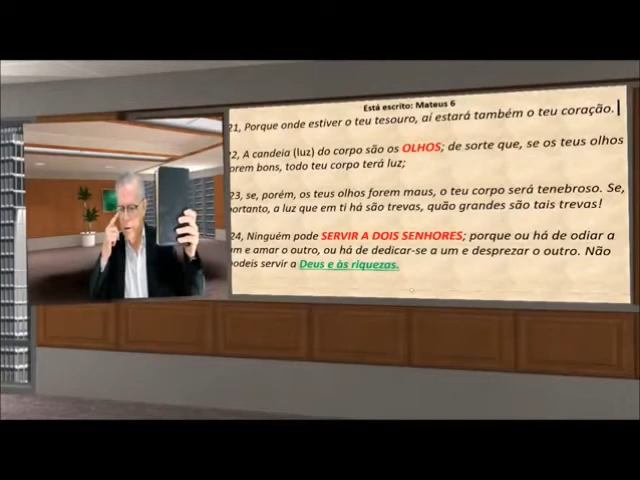 Está escrito: Mateus 6
21, Porque onde estiver o teu tesouro, aí estará também o teu coração.
22, A candeia (luz) do corpo são os OLHOS; de sorte que, se os teus olhos
forem bons, todo teu corpo terá luz;
23, se, porém, os teus olhos forem maus, o teu corpo será tenebroso. Se,
portanto, a luz que em ti há são trevas, quão grandes são tais trevas!
24, Ninguém pode SERVIR A DOIS SENHORES; porque ou há de odiar a
um e amar o outro, ou há de dedicar-se a um e desprezar o outro. Não
podeis servir a Deus e às riquezas.